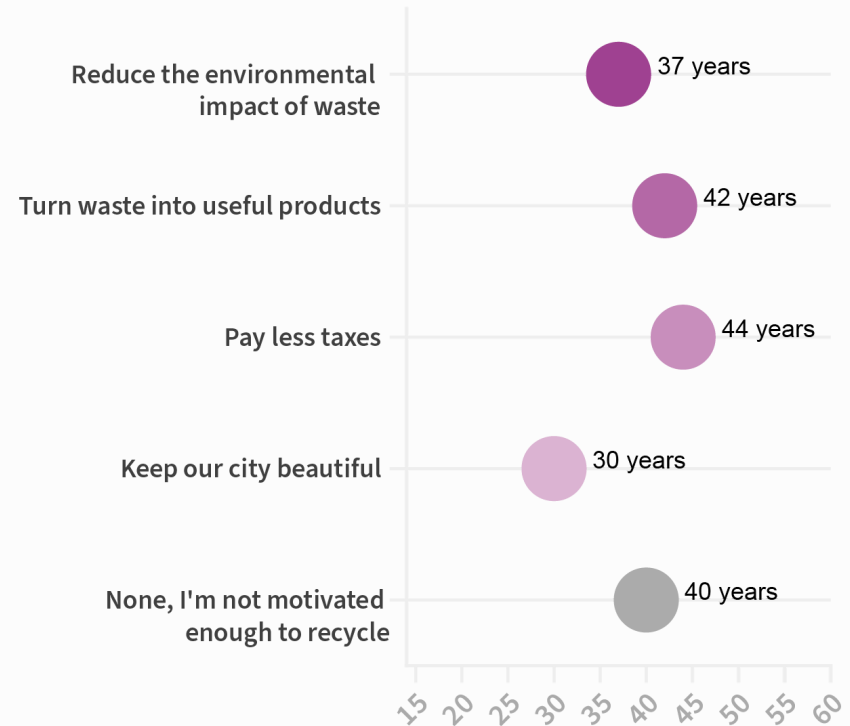 Reduce the environmental
impact of waste
37 years
Turn waste into useful products
42 years
Pay less taxes
44 years
Keep our city beautiful
30 years
None, I'm not motivated
enough to recycle
40 years
15 20 25 30 35 40 45 50 55 60